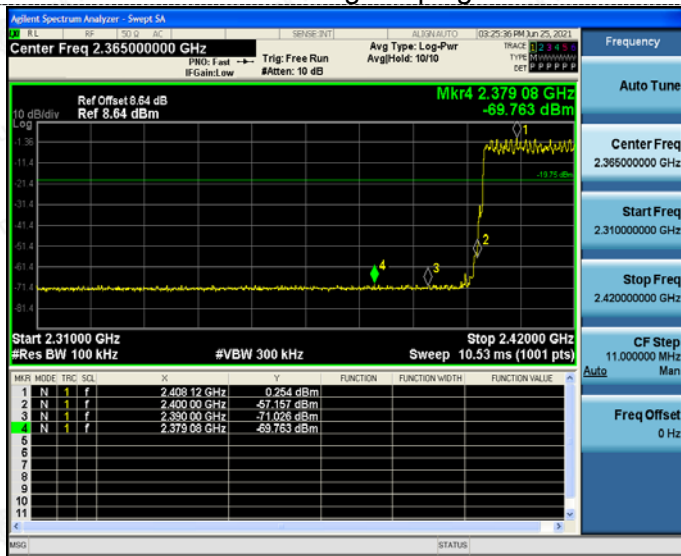 Agilent Spectrum Analyzer - Swept SA
RL RF 50 Ω AC SENSE:INT ALIGNAUTO 03:25:36 PM Jun 25, 2021
Center Freq 2.365000000 GHz
PNO: Fast
IFGain:Low
Trig: Free Run
#Atten: 10 dB
Avg Type: Log-Pwr
Avg|Hold: 10/10
TRACE 1 2 3 4 5 6
TYPE M WWWWW
DET P P P P P P
Ref Offset 8.64 dB
10 dB/div Ref 8.64 dBm
Log
Mkr4 2.379 08 GHz
-69.763 dBm
-1.36
-11.4
-21.4
-31.4
-41.4
-51.4
-61.4
-71.4
-81.4
1
-19.75 dBm
2
4
3
Start 2.31000 GHz Stop 2.42000 GHz
#Res BW 100 kHz #VBW 300 kHz Sweep 10.53 ms (1001 pts)
MKR MODE TRC SCL X Y FUNCTION FUNCTION WIDTH FUNCTION VALUE
1 N 1 f 2.408 12 GHz 0.254 dBm
2 N 1 f 2.400 00 GHz -57.157 dBm
3 N 1 f 2.390 00 GHz -71.026 dBm
4 N 1 f 2.379 08 GHz -69.763 dBm
5
6
7
8
9
10
11
MSG STATUS
Frequency
Auto Tune
Center Freq
2.365000000 GHz
Start Freq
2.310000000 GHz
Stop Freq
2.420000000 GHz
CF Step
11.000000 MHz
Auto Man
Freq Offset
0 Hz